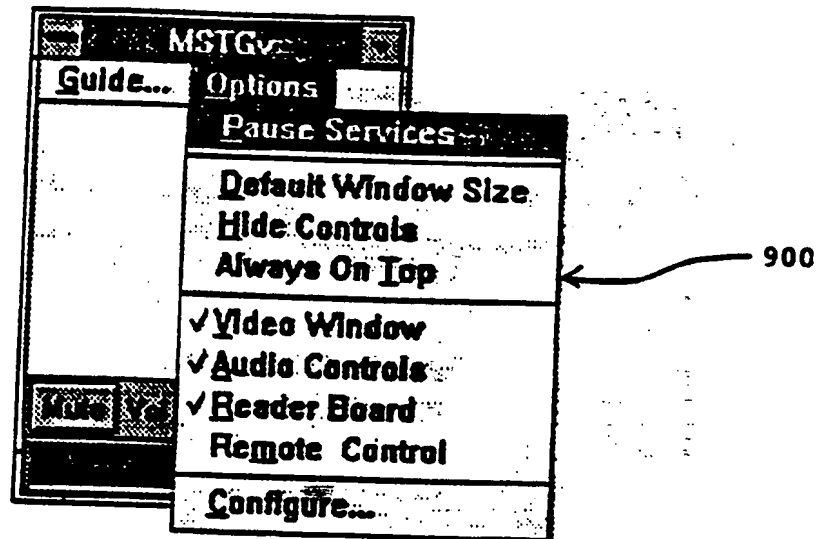 Guide... Options
Pause Services
Default Window Size
Hide Controls
Always On Top
900
✓ Video Window
✓ Audio Controls
✓ Reader Board
Mute Vol
Remote Control
Configure...